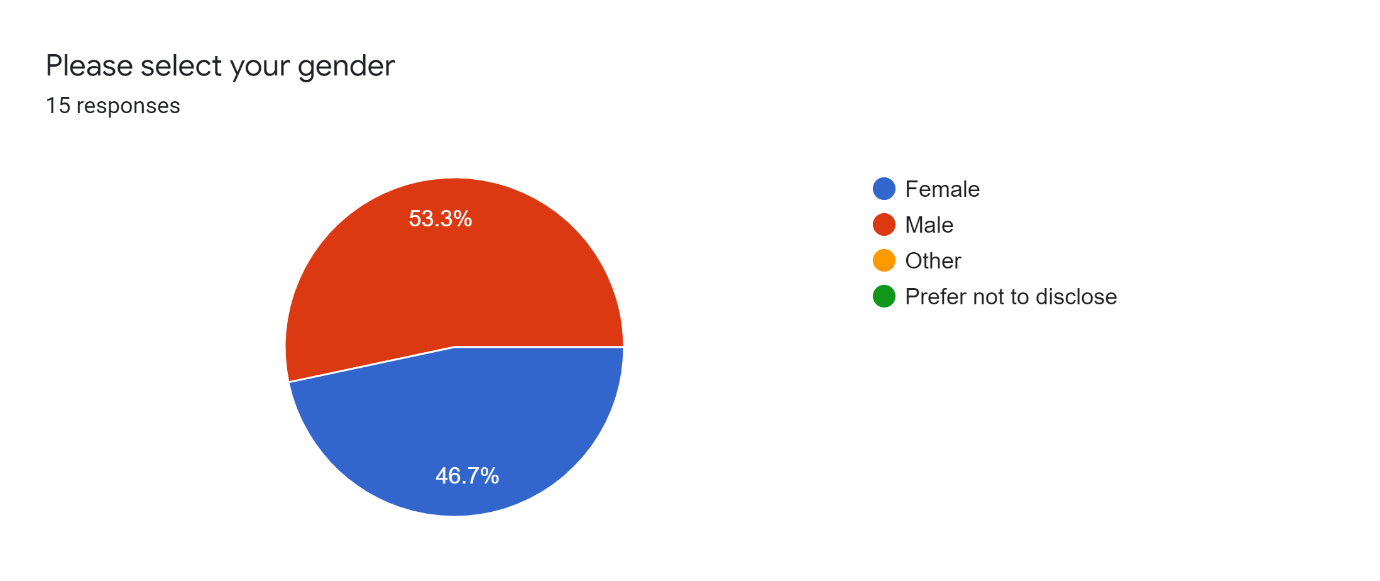 Please select your gender
15 responses
53.3%
46.7%
Female
Male
Other
Prefer not to disclose